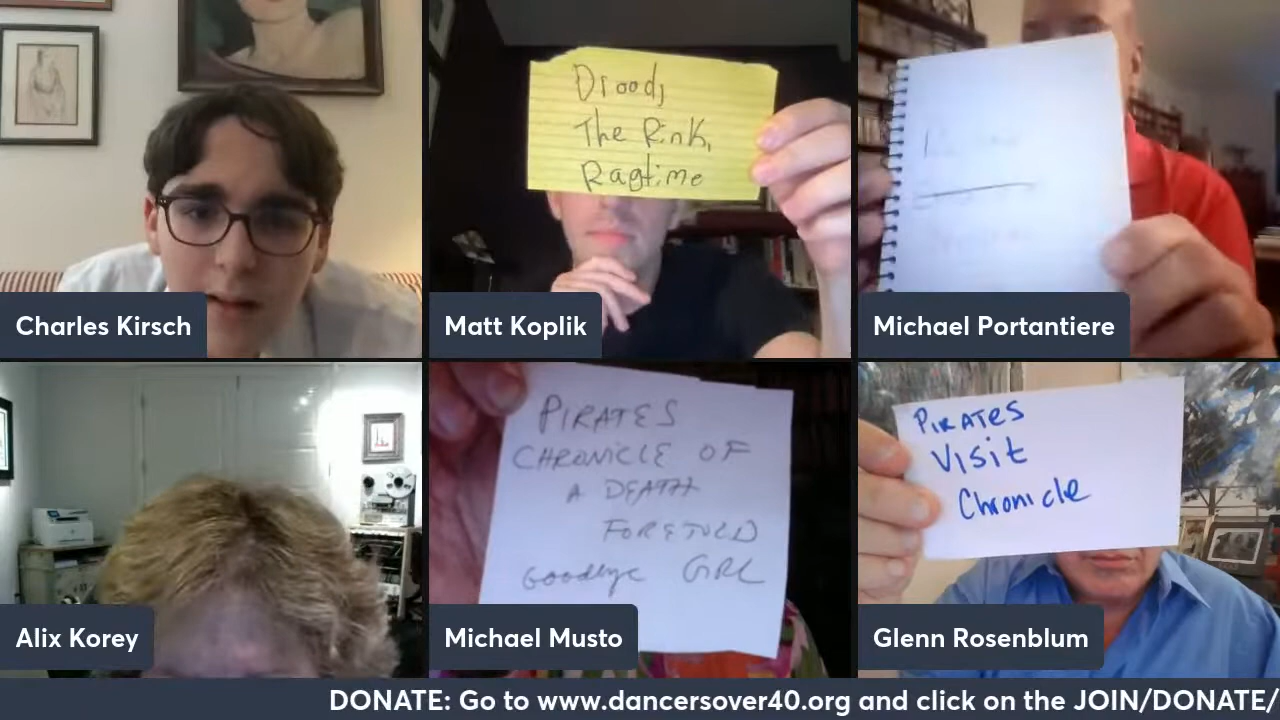 Drood,
The Rink,
Ragtime
Charles Kirsch
Matt Koplik
Michael Portantiere
PIRATES
CHRONICLE OF
A DEATH
FORETOLD
Goodbye GIRL
PIRATES
Visit
Chronicle
Alix Korey
Michael Musto
Glenn Rosenblum
DONATE: Go to www.dancersover40.org and click on the JOIN/DONATE/